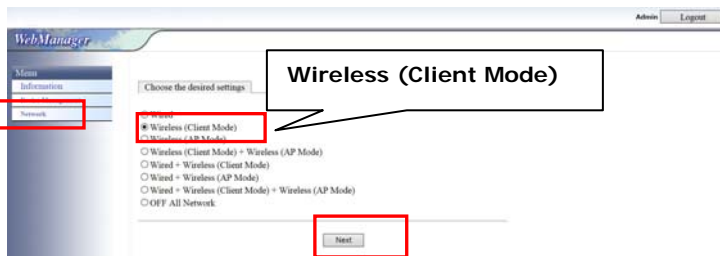 Admin Logout
WebManager
Wireless (Client Mode)
Menu
Information
Network
Choose the desired settings
Wired
Wireless (Client Mode)
Wireless (AP Mode)
Wireless (Client Mode) + Wireless (AP Mode)
Wired + Wireless (Client Mode)
Wired + Wireless (AP Mode)
Wired + Wireless (Client Mode) + Wireless (AP Mode)
OFF All Network
Next